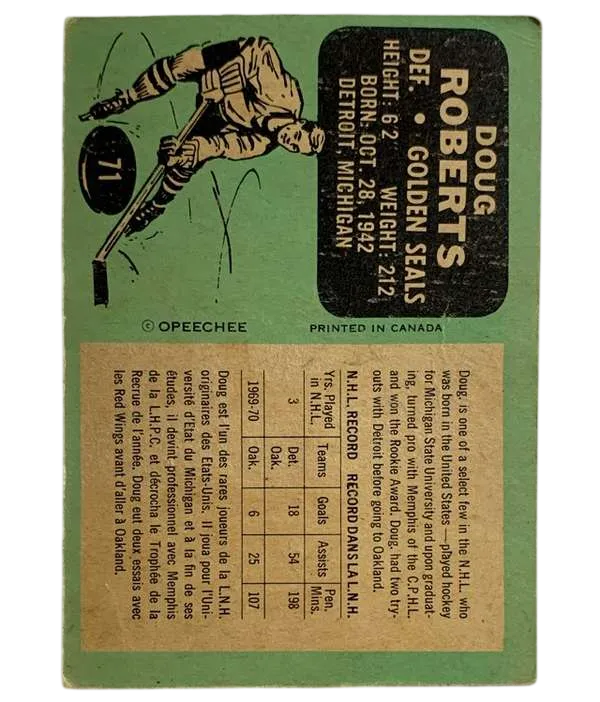 DOUG
ROBERTS
DEF. • GOLDEN SEALS
HEIGHT: 6'2 WEIGHT: 212
BORN: OCT. 28, 1942
DETROIT, MICHIGAN
71
© OPEECHEE
PRINTED IN CANADA
Doug, is one of a select few in the N.H.L. who
was born in the United States — played hockey
for Michigan State University and upon graduat-
ing, turned pro with Memphis of the C.P.H.L.
and won the Rookie Award. Doug had two try-
outs with Detroit before going to Oakland.
N.H.L. RECORD RECORD DANS LA L.N.H.
Yrs. Played in N.H.L. Teams Goals Assists Pen. Mins.
3 Det. Oak. 18 54 198
1969-70 Oak. 6 25 107
Doug est l'un des rares joueurs de la L.N.H.
originaires des Etats-Unis. Il joua pour l'Uni-
versité d'Etat du Michigan et à la fin de ses
études, il devint professionnel avec Memphis
de la L.H.P.C. et décrocha le Trophée de la
Recrue de l'année. Doug eut deux essais avec
les Red Wings avant d'aller à Oakland.